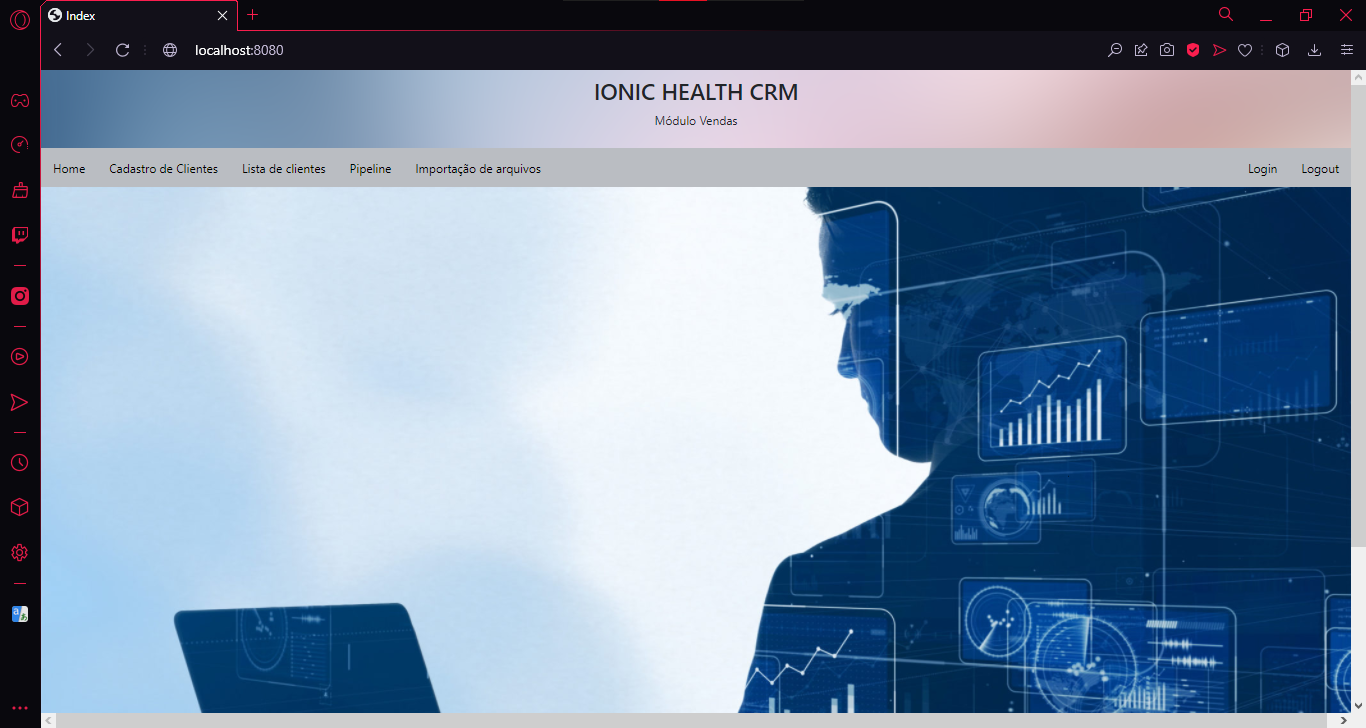 Index
localhost:8080
IONIC HEALTH CRM
Módulo Vendas
Home Cadastro de Clientes Lista de clientes Pipeline Importação de arquivos Login Logout